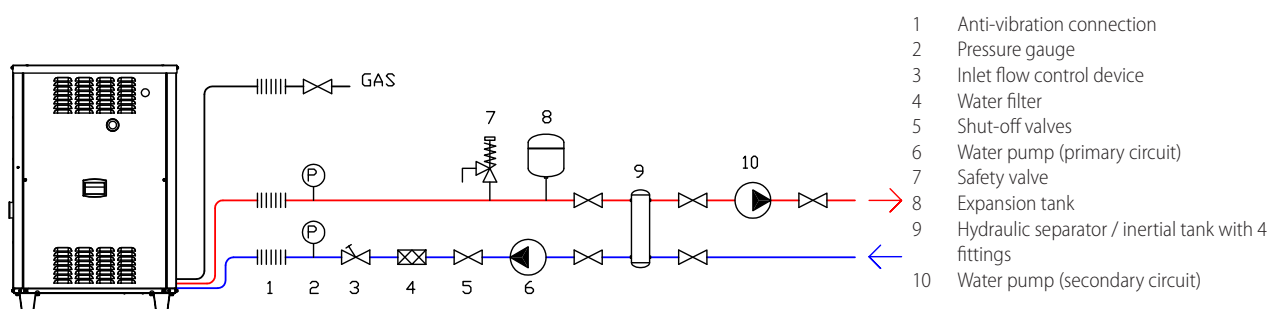 GAS
7
8
9
10
P
P
1
2
3
4
5
6
1 Anti-vibration connection
2 Pressure gauge
3 Inlet flow control device
4 Water filter
5 Shut-off valves
6 Water pump (primary circuit)
7 Safety valve
8 Expansion tank
9 Hydraulic separator / inertial tank with 4
fittings
10 Water pump (secondary circuit)